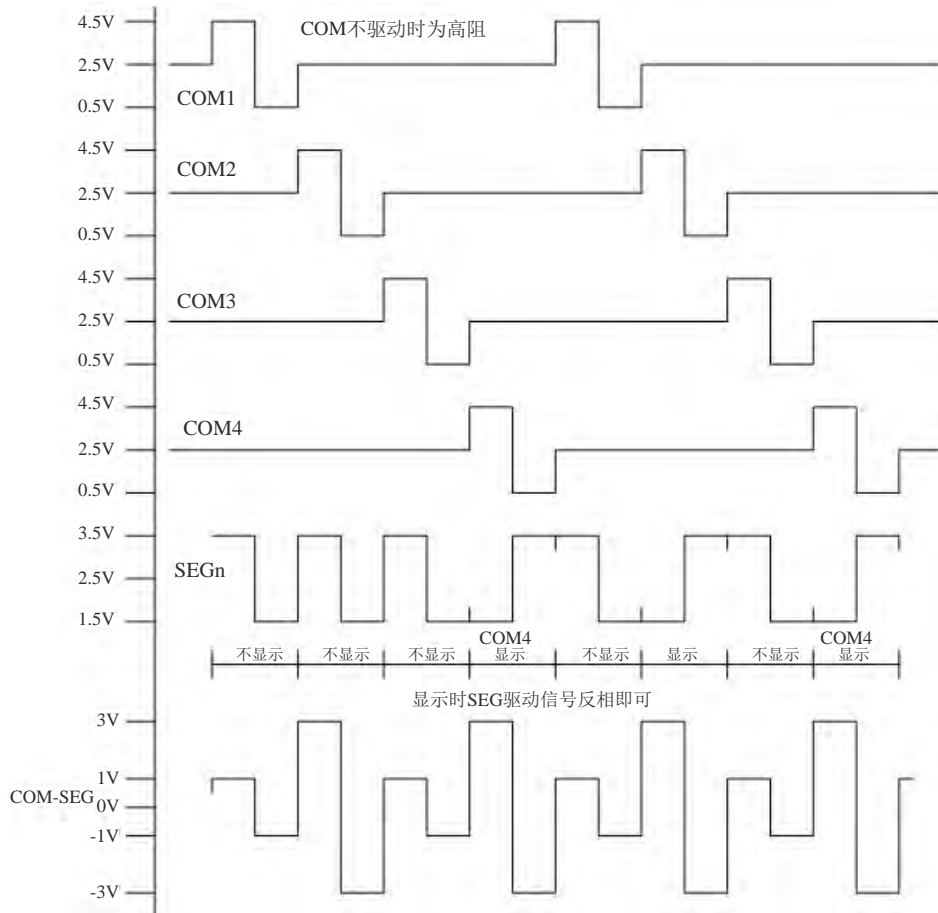 4.5V
COM不驱动时为高阻
2.5V
COM1
0.5V
4.5V
COM2
2.5V
0.5V
4.5V
COM3
2.5V
0.5V
4.5V
COM4
2.5V
0.5V
3.5V
SEGn
2.5V
1.5V
COM4 COM4
不显示 不显示 不显示 显示 不显示 显示 不显示 显示
显示时SEG驱动信号反相即可
3V
1V
COM-SEG
0V
-1V
-3V